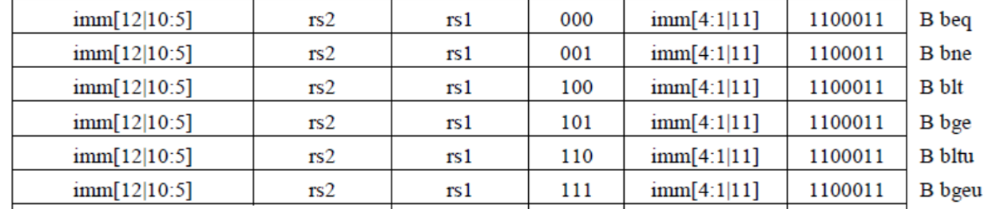 imm[12|10:5] rs2 rs1 000 imm[4:1|11] 1100011 B beq
imm[12|10:5] rs2 rs1 001 imm[4:1|11] 1100011 B bne
imm[12|10:5] rs2 rs1 100 imm[4:1|11] 1100011 B blt
imm[12|10:5] rs2 rs1 101 imm[4:1|11] 1100011 B bge
imm[12|10:5] rs2 rs1 110 imm[4:1|11] 1100011 B bltu
imm[12|10:5] rs2 rs1 111 imm[4:1|11] 1100011 B bgeu